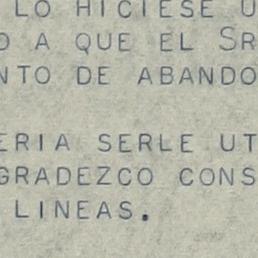 LO HICIESE U
O A QUE EL SR
NTO DE ABANDO
ERIA SERLE UT
GRADEZCO CONS
LINEAS.